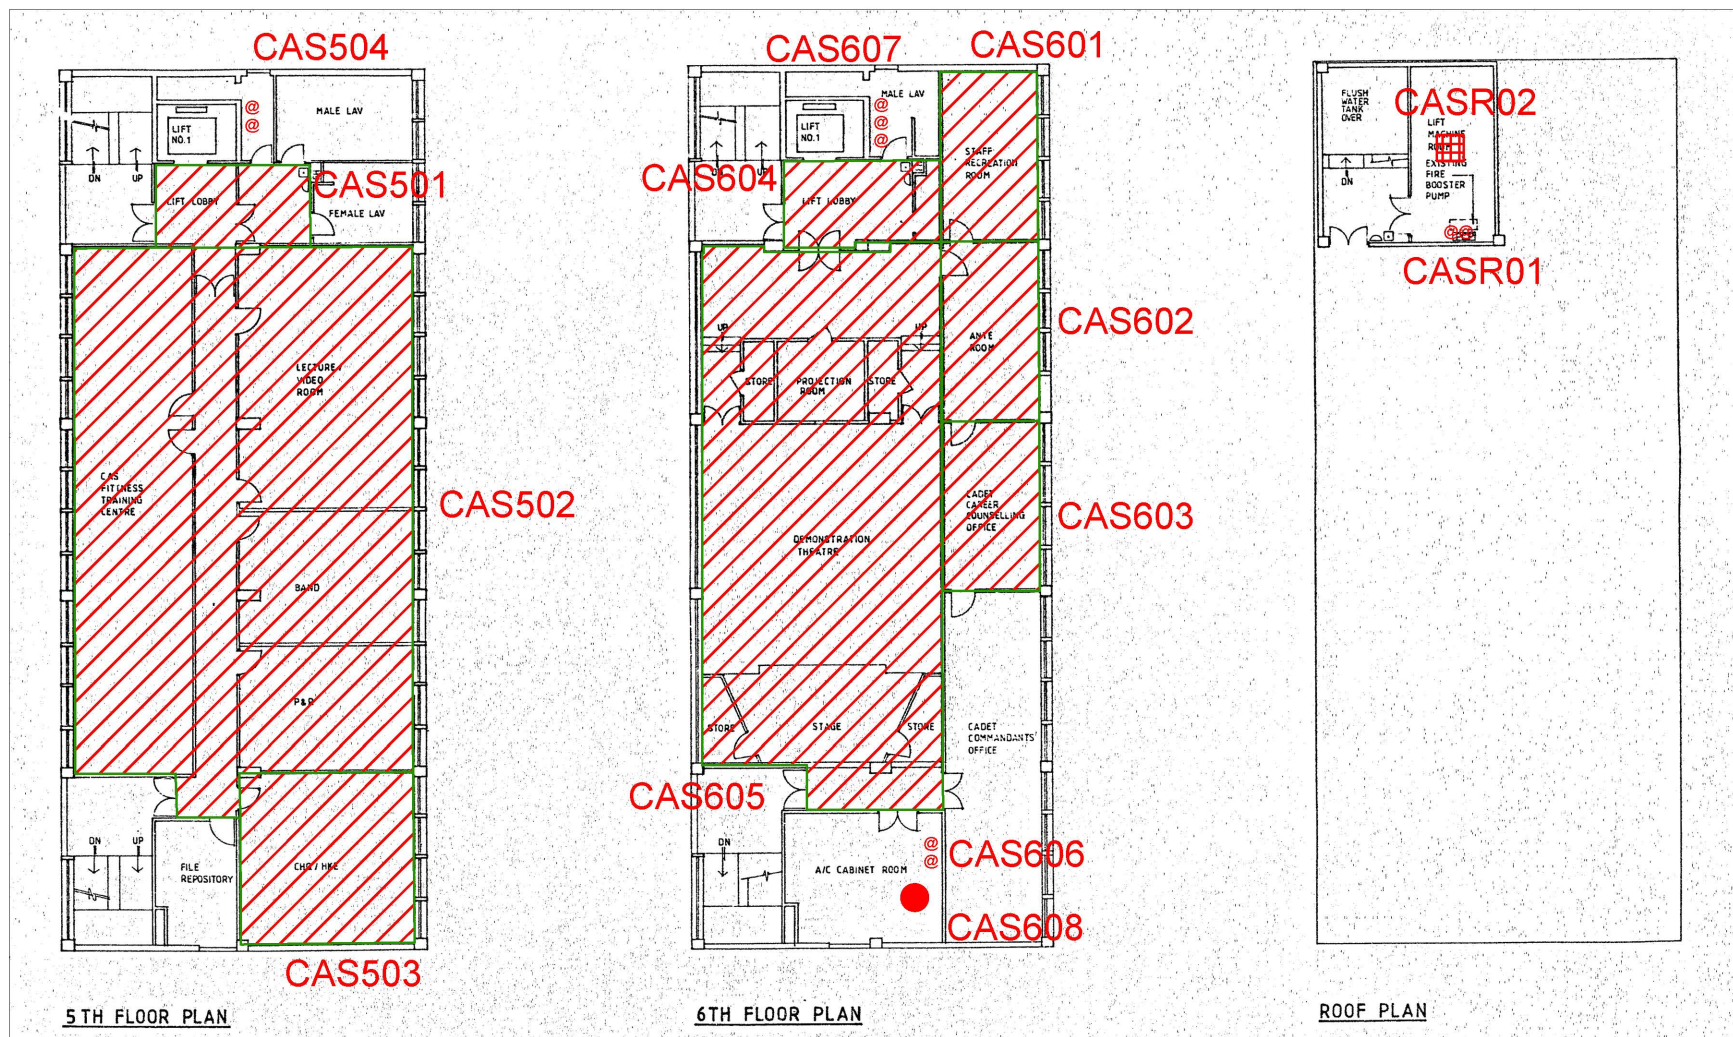 CAS504
MALE LAV
@
@
LIFT
NO.1
DN
UP
CAS501
LIFT LOBBY
FEMALE LAV
LECTURE /
VIDEO
ROOM
CAS
FITNESS
TRAINING
CENTRE
CAS502
BAND
P&R
DN
UP
FILE
REPOSITORY
CHQ / HKE
CAS503
5TH FLOOR PLAN
CAS607
CAS601
MALE LAV
@
@
@
LIFT
NO.1
STAFF
RECREATION
ROOM
CAS604
DN
UP
LIFT LOBBY
CAS602
UP
UP
ANTE
ROOM
STORE
PROJECTION
ROOM
STORE
CADET
CAREER
COUNSELLING
OFFICE
CAS603
DEMONSTRATION
THEATRE
STORE
STAGE
STORE
CADET
COMMANDANTS'
OFFICE
CAS605
DN
@
@
CAS606
A/C CABINET ROOM
CAS608
6TH FLOOR PLAN
FLUSH
WATER
TANK
OVER
CASR02
LIFT
MACHINE
ROOM
EXISTING
FIRE
BOOSTER
PUMP
DN
@@
CASR01
ROOF PLAN